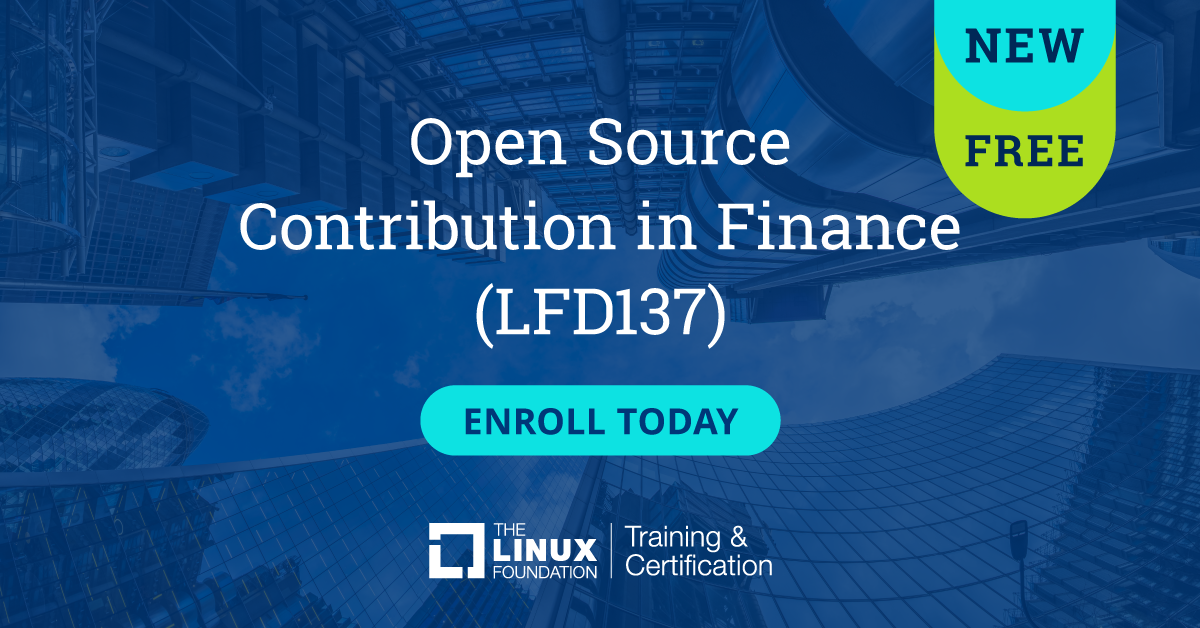 NEW
FREE
Open Source
Contribution in Finance
(LFD137)
ENROLL TODAY
THE
LINUX
FOUNDATION
Training &
Certification